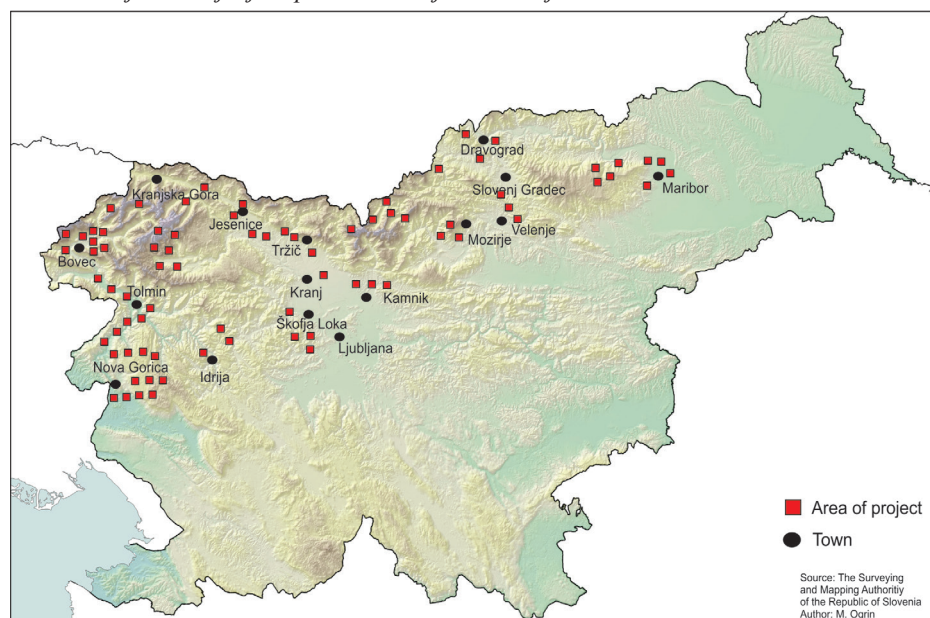 Dravograd
Slovenj Gradec
Maribor
Kranjska Gora
Jesenice
Velenje
Mozirje
Tržič
Bovec
Kranj
Kamnik
Tolmin
Škofja Loka
Ljubljana
Nova Gorica
Idrija
Area of project
Town
Source: The Surveying
and Mapping Authoritiy
of the Republic of Slovenia
Author: M. Ogrin